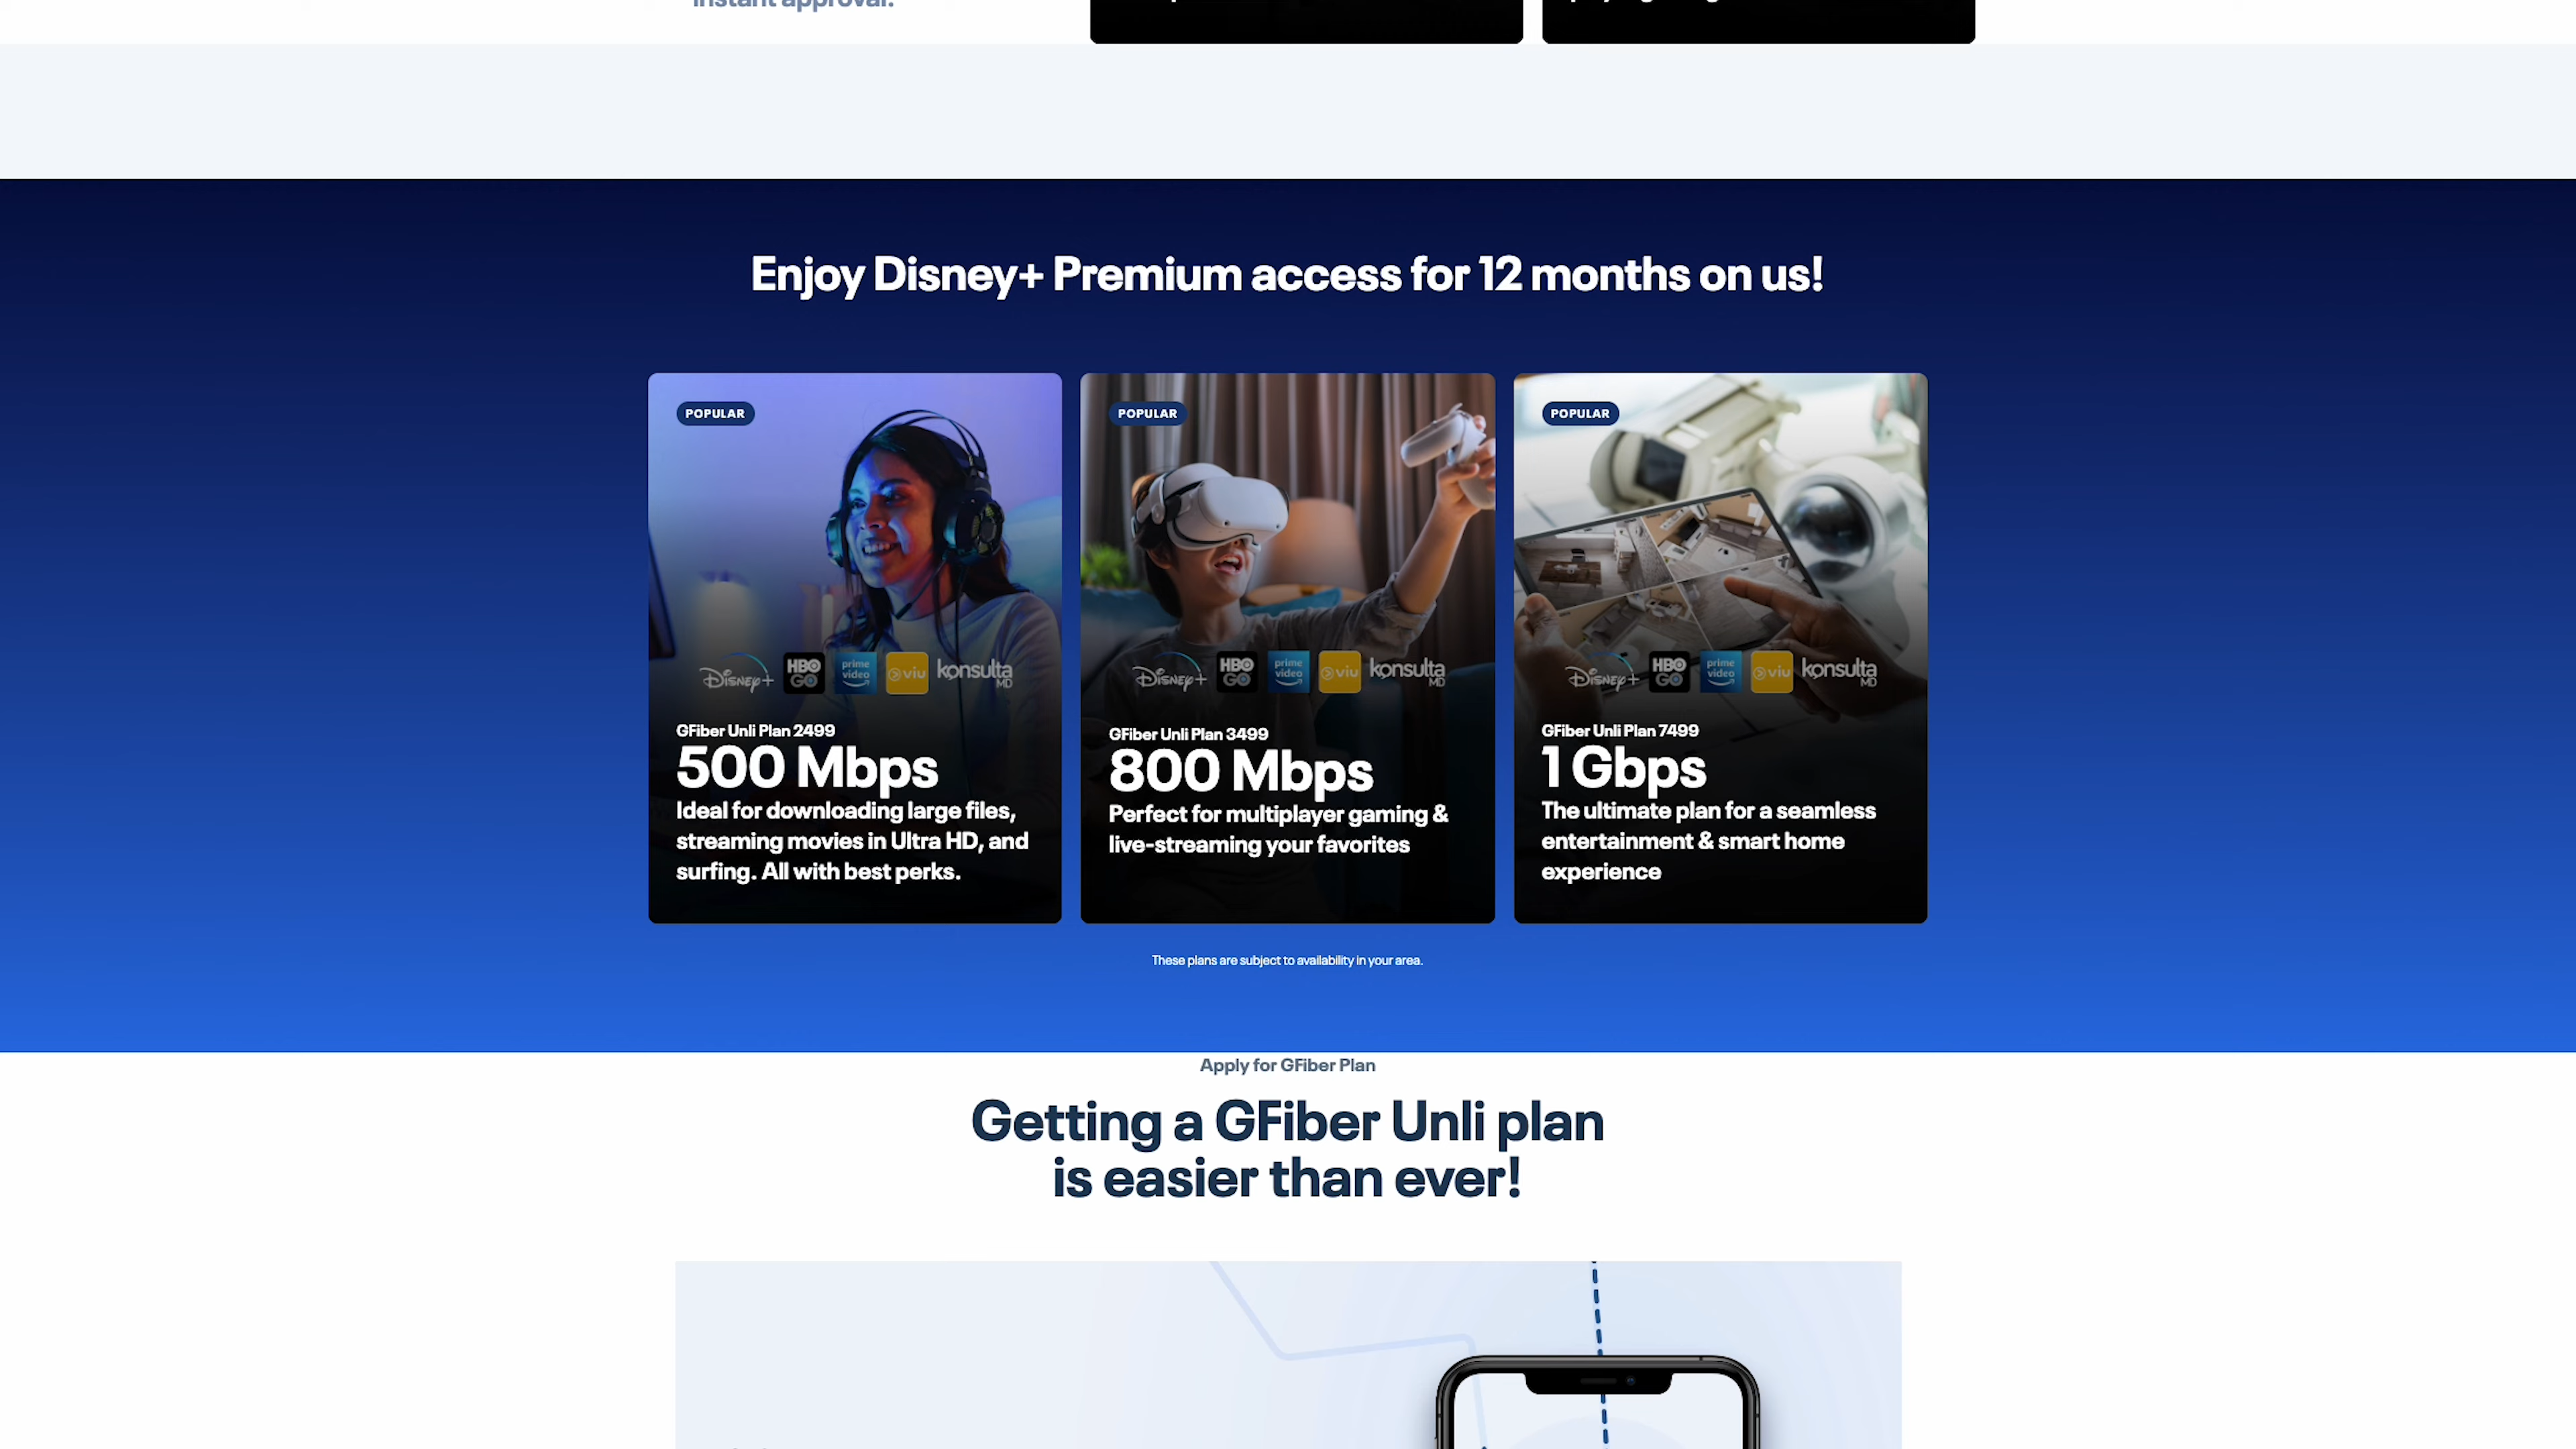 instant approval.
Enjoy Disney+ Premium access for 12 months on us!
POPULAR
Disney+ HBO GO prime video viu konsulta MD
GFiber Unli Plan 2499
500 Mbps
Ideal for downloading large files,
streaming movies in Ultra HD, and
surfing. All with best perks.
POPULAR
Disney+ HBO GO prime video viu konsulta MD
GFiber Unli Plan 3499
800 Mbps
Perfect for multiplayer gaming &
live-streaming your favorites
POPULAR
Disney+ HBO GO prime video viu konsulta MD
GFiber Unli Plan 7499
1 Gbps
The ultimate plan for a seamless
entertainment & smart home
experience
These plans are subject to availability in your area.
Apply for GFiber Plan
Getting a GFiber Unli plan
is easier than ever!